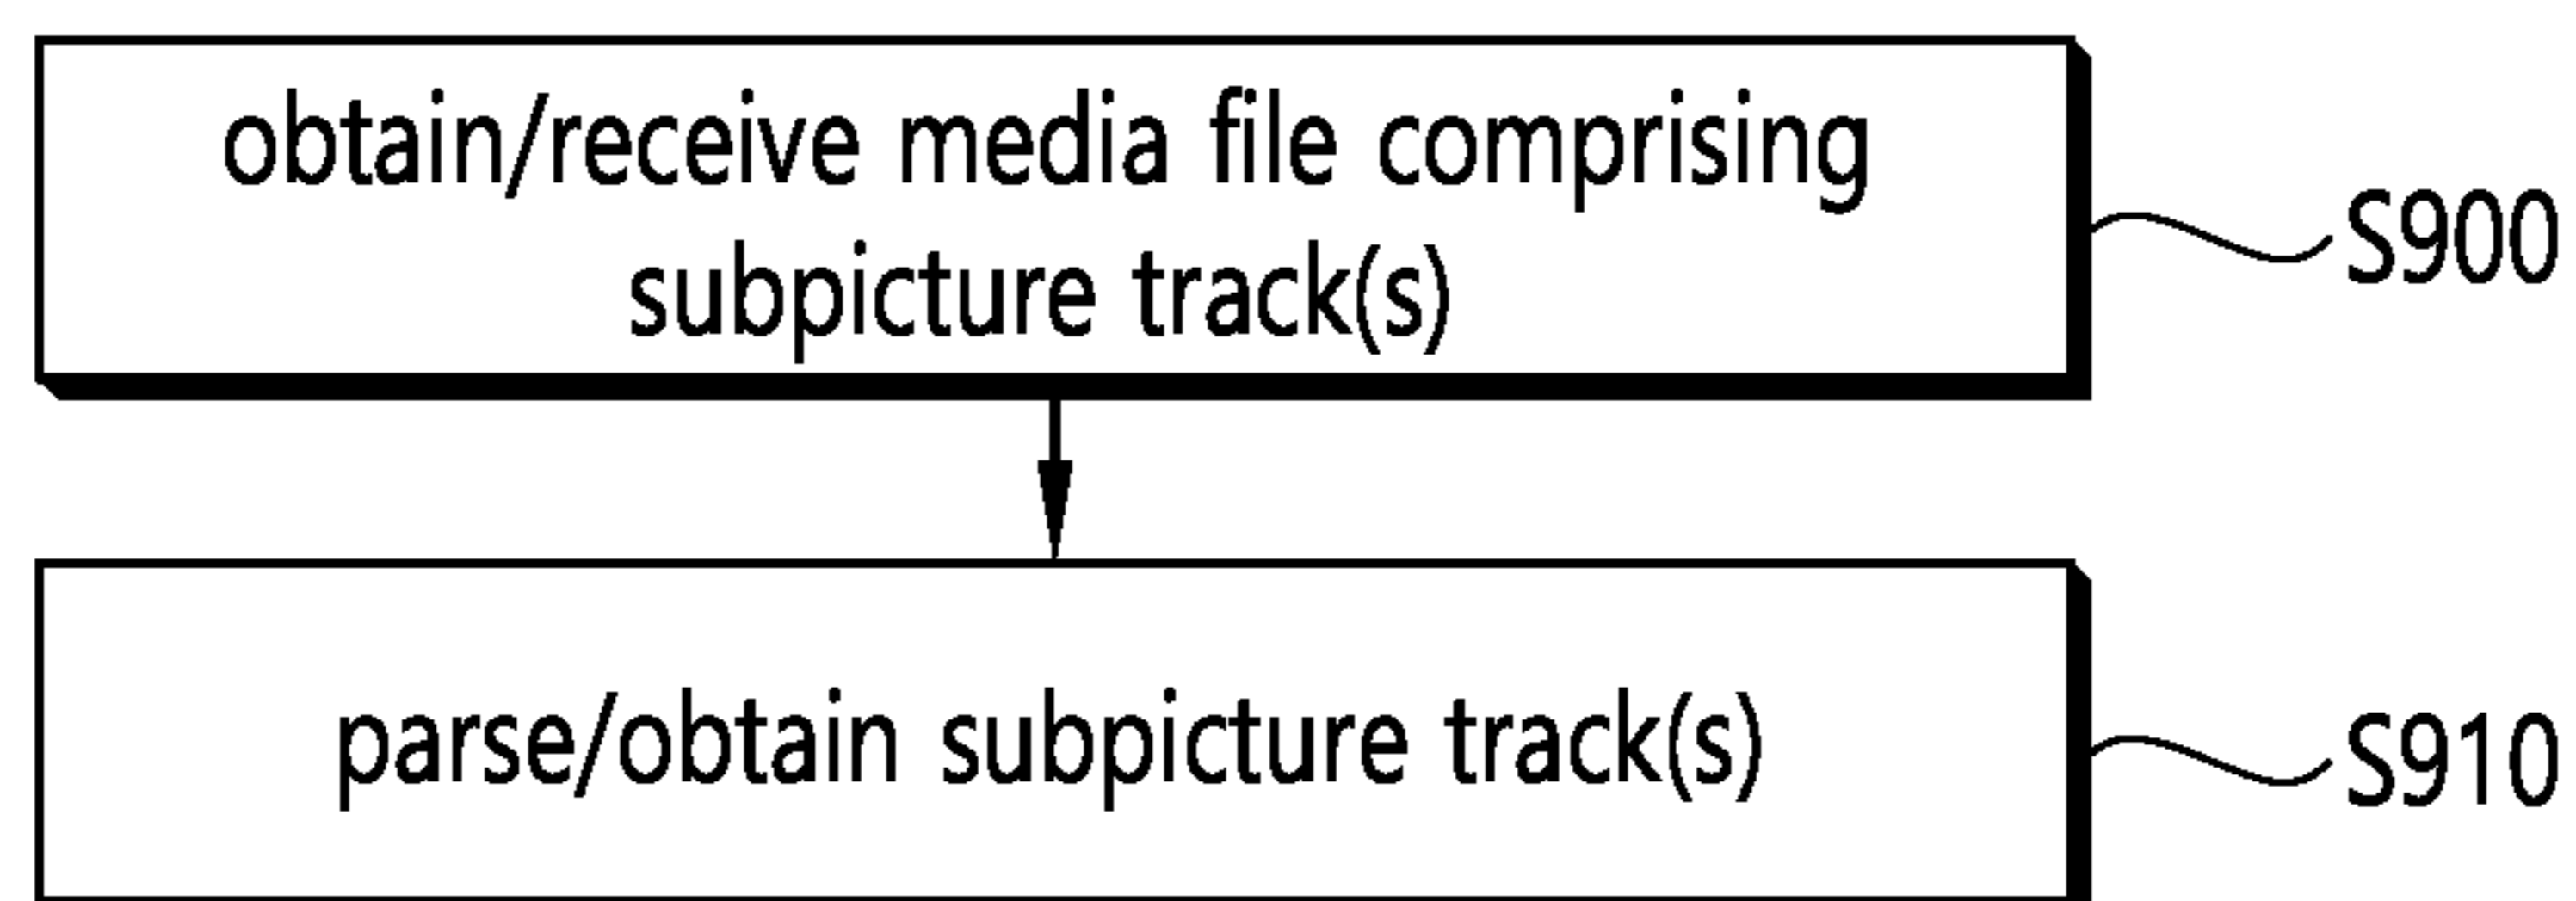 obtain/receive media file comprising
subpicture track(s)
S900
parse/obtain subpicture track(s)
S910